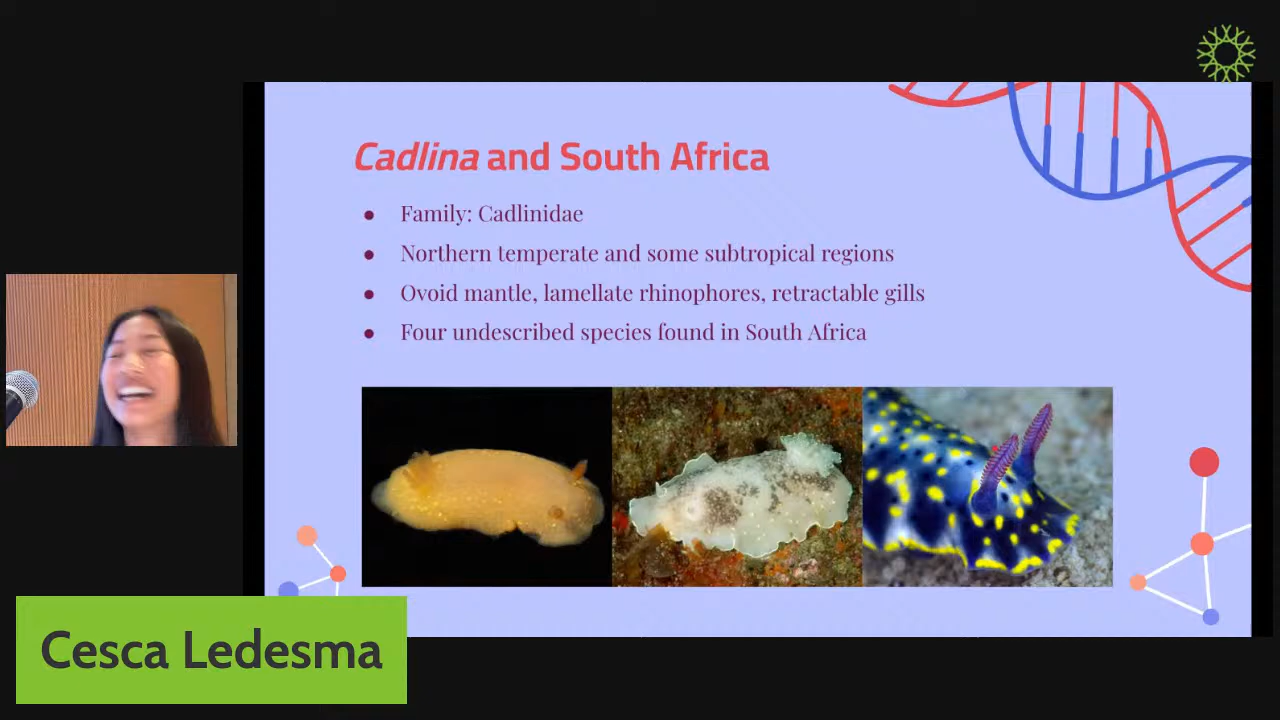 Cadlina and South Africa
● Family: Cadlinidae
● Northern temperate and some subtropical regions
● Ovoid mantle, lamellate rhinophores, retractable gills
● Four undescribed species found in South Africa
Cesca Ledesma